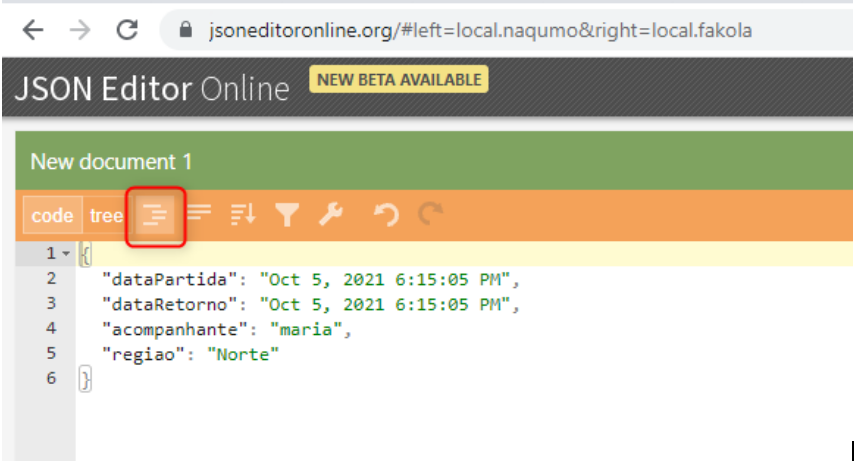 jsoneditoronline.org/#left=local.naqumo&right=local.fakola
JSON Editor Online NEW BETA AVAILABLE
New document 1
code tree
1 {
2 "dataPartida": "Oct 5, 2021 6:15:05 PM",
3 "dataRetorno": "Oct 5, 2021 6:15:05 PM",
4 "acompanhante": "maria",
5 "regiao": "Norte"
6 }